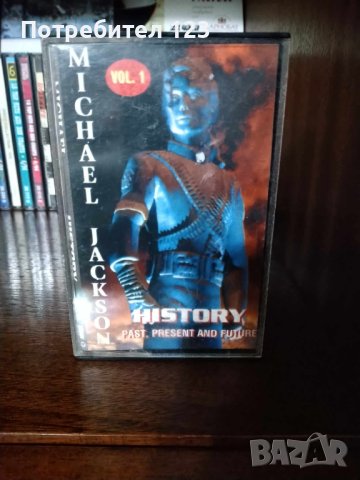 Потребител 123
VOL. 1
MICHAEL JACKSON
HISTORY
PAST, PRESENT AND FUTURE
BAZAR